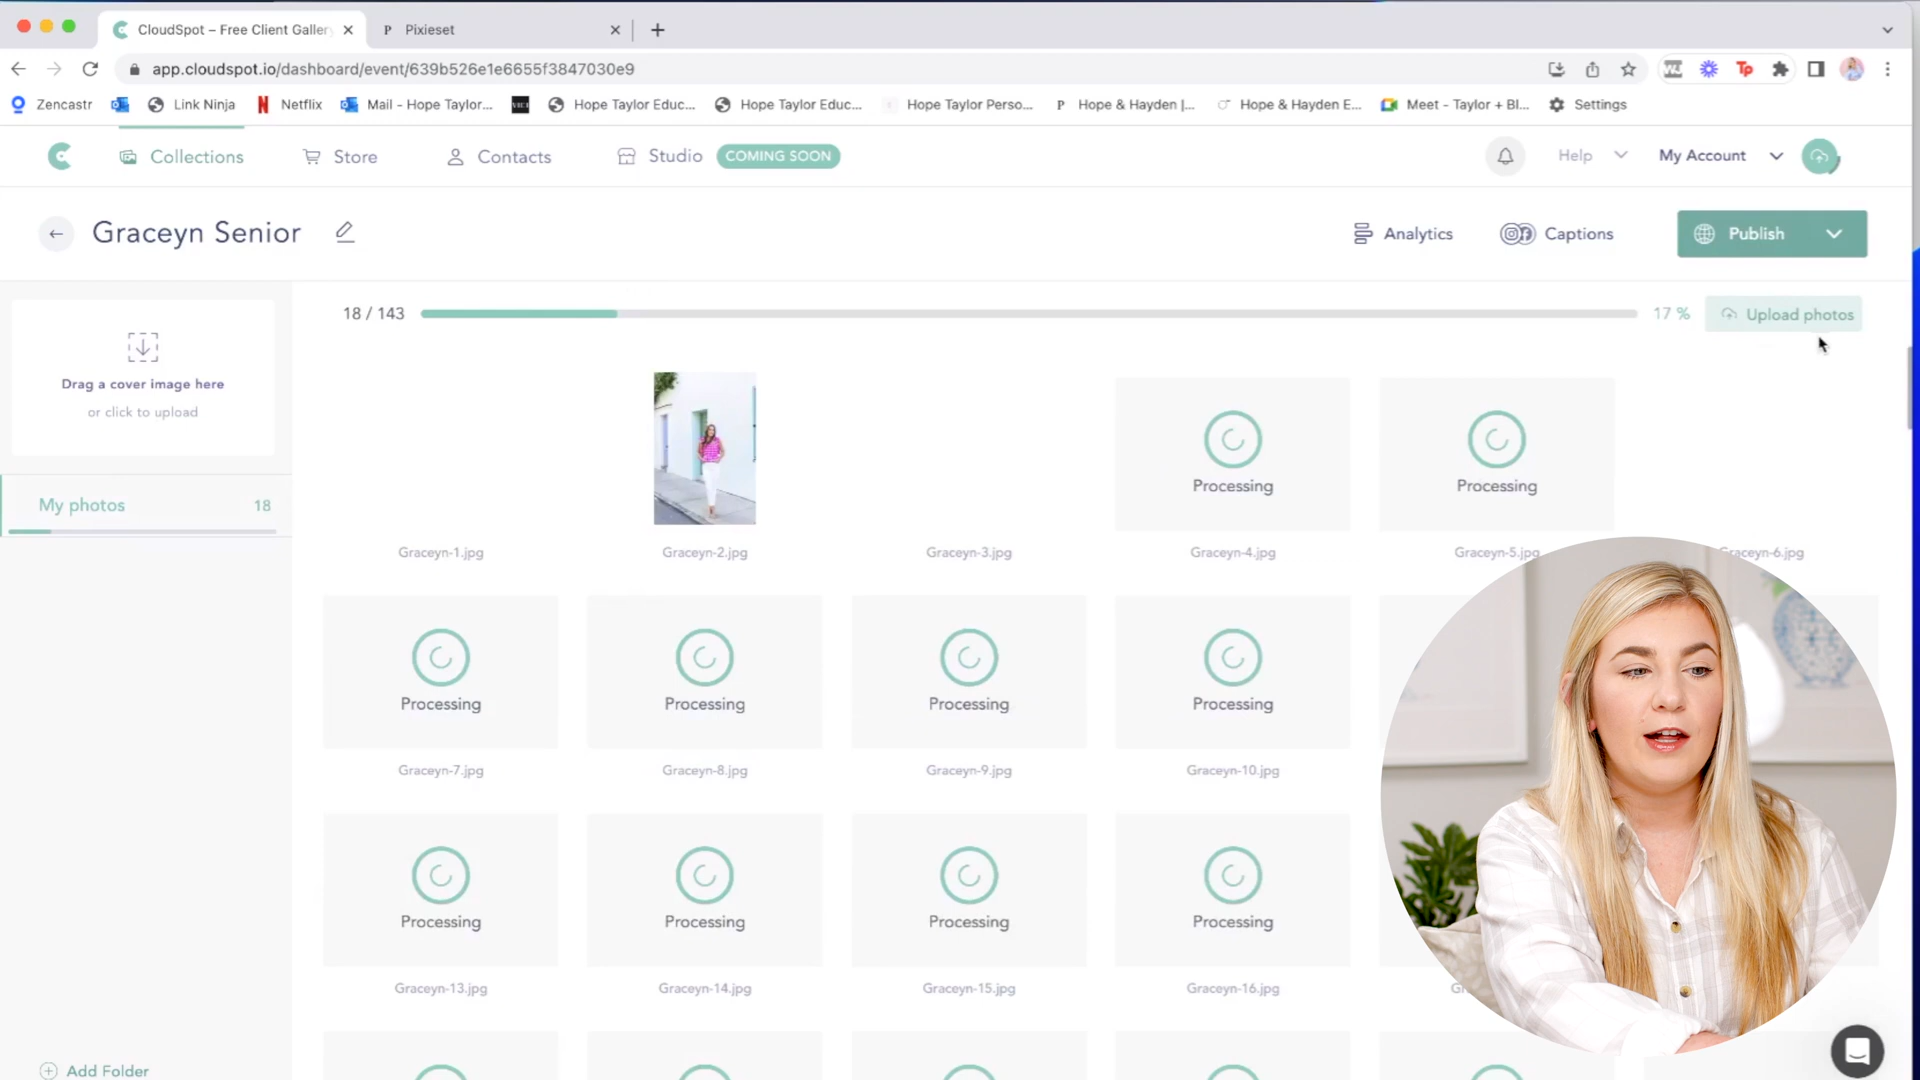 CloudSpot – Free Client Gallery
Pixieset
app.cloudspot.io/dashboard/event/639b526e1e6655f3847030e9
Zencastr
Link Ninja
Netflix
Mail - Hope Taylor...
Hope Taylor Educ...
Hope Taylor Educ...
Hope Taylor Perso...
Hope & Hayden |...
Hope & Hayden E...
Meet - Taylor + Bl...
Settings
Collections
Store
Contacts
Studio
COMING SOON
Help
My Account
Graceyn Senior
Analytics
Captions
Publish
18 / 143
17 %
Upload photos
Drag a cover image here
or click to upload
My photos
18
Processing
Processing
Graceyn-1.jpg
Graceyn-2.jpg
Graceyn-3.jpg
Graceyn-4.jpg
Graceyn-5.jpg
Graceyn-6.jpg
Processing
Processing
Processing
Processing
Graceyn-7.jpg
Graceyn-8.jpg
Graceyn-9.jpg
Graceyn-10.jpg
Processing
Processing
Processing
Processing
Graceyn-13.jpg
Graceyn-14.jpg
Graceyn-15.jpg
Graceyn-16.jpg
Add Folder